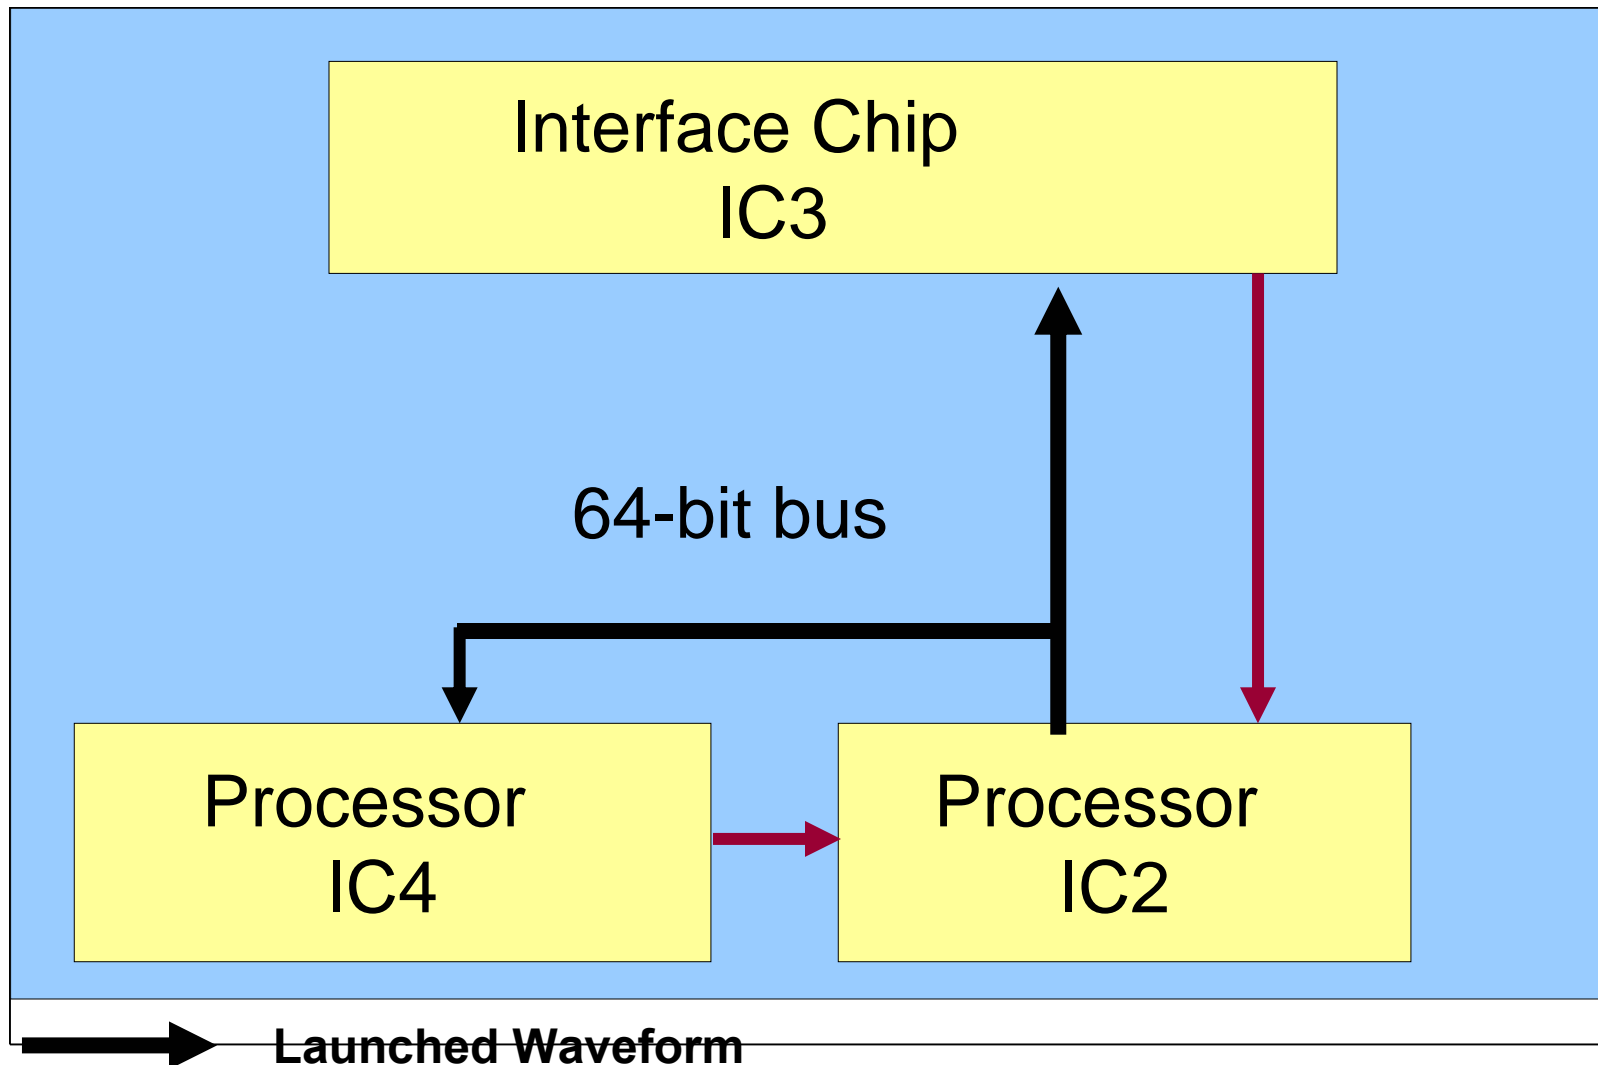 Interface Chip
IC3
64-bit bus
Processor
IC4
Processor
IC2
Launched Waveform